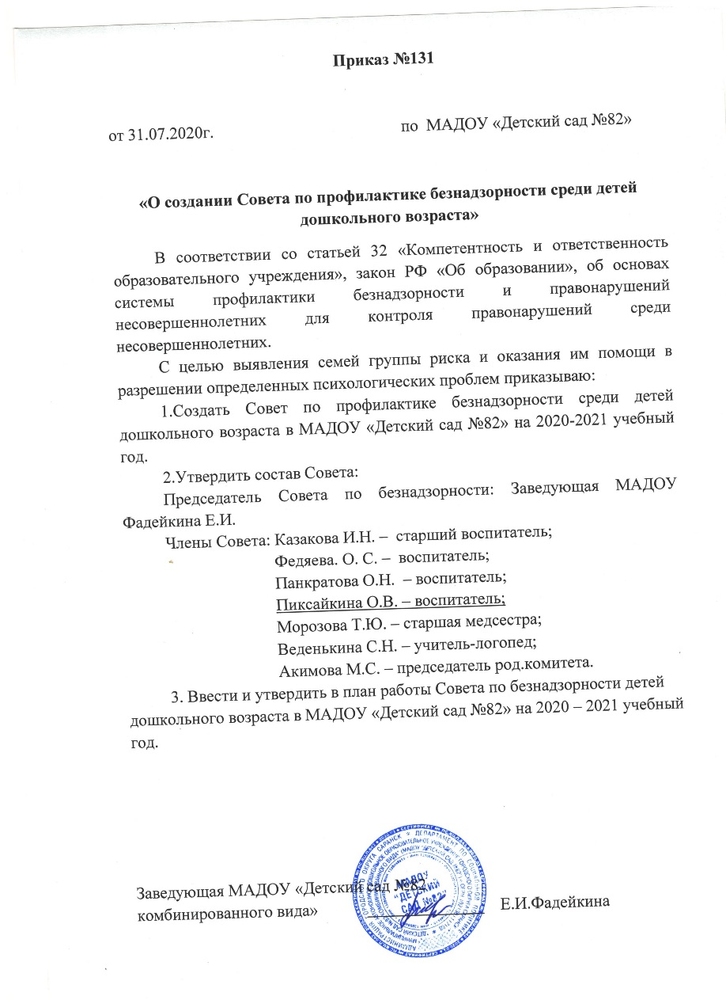 Приказ №131
от 31.07.2020г. по МАДОУ «Детский сад №82»
«О создании Совета по профилактике безнадзорности среди детей
дошкольного возраста»
В соответствии со статьей 32 «Компетентность и ответственность
образовательного учреждения», закон РФ «Об образовании», об основах
системы профилактики безнадзорности и правонарушений
несовершеннолетних для контроля правонарушений среди
несовершеннолетних.
С целью выявления семей группы риска и оказания им помощи в
разрешении определенных психологических проблем приказываю:
1.Создать Совет по профилактике безнадзорности среди детей
дошкольного возраста в МАДОУ «Детский сад №82» на 2020-2021 учебный
год.
2.Утвердить состав Совета:
Председатель Совета по безнадзорности: Заведующая МАДОУ
Фадейкина Е.И.
Члены Совета: Казакова И.Н. – старший воспитатель;
Федяева. О. С. – воспитатель;
Панкратова О.Н. – воспитатель;
Пиксайкина О.В. – воспитатель;
Морозова Т.Ю. – старшая медсестра;
Веденькина С.Н. – учитель-логопед;
Акимова М.С. – председатель род.комитета.
3. Ввести и утвердить в план работы Совета по безнадзорности детей
дошкольного возраста в МАДОУ «Детский сад №82» на 2020 – 2021 учебный
год.
Заведующая МАДОУ «Детский сад №82
комбинированного вида» Е.И.Фадейкина
МАДОУ
"ДЕТСКИЙ
САД №82"